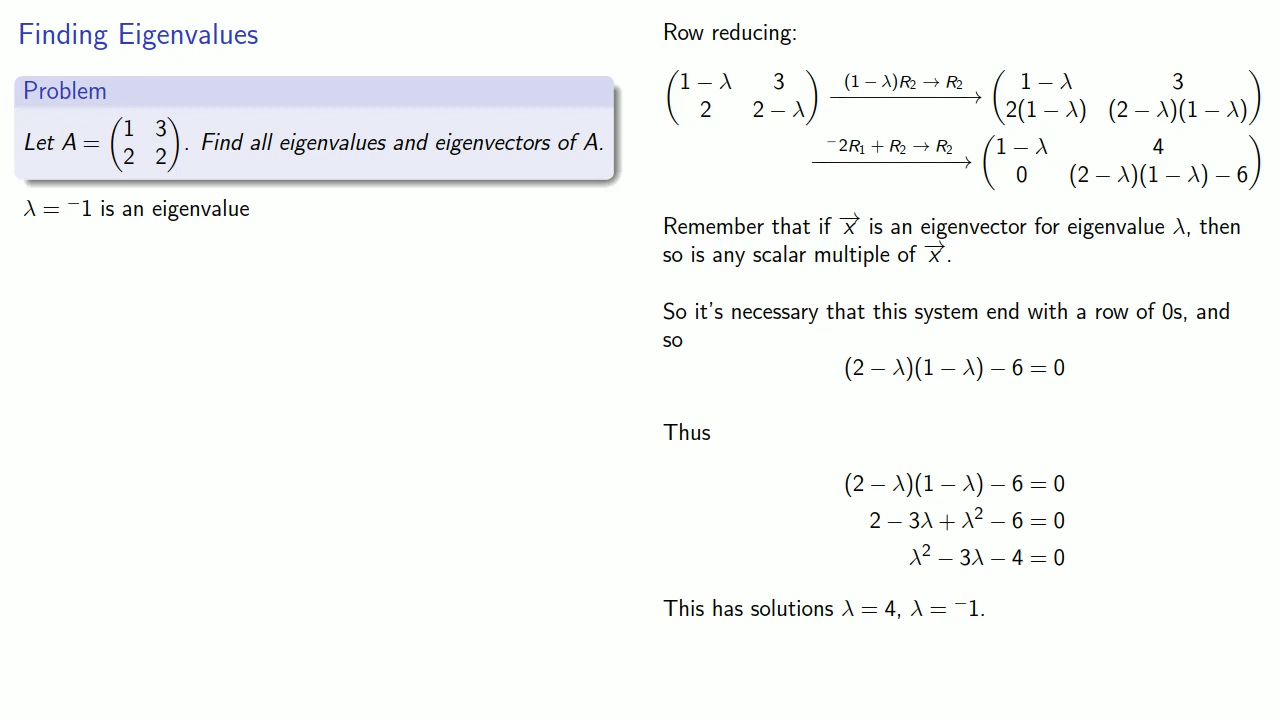 Finding Eigenvalues
Problem
Let A = (1 3
2 2). Find all eigenvalues and eigenvectors of A.
λ = ⁻1 is an eigenvalue
Row reducing:
(1 − λ 3
2 2 − λ) (1 − λ)R₂ → R₂ (1 − λ 3
2(1 − λ) (2 − λ)(1 − λ))
⁻2R₁ + R₂ → R₂ (1 − λ 4
0 (2 − λ)(1 − λ) − 6)
Remember that if x⃗ is an eigenvector for eigenvalue λ, then
so is any scalar multiple of x⃗.
So it's necessary that this system end with a row of 0s, and
so
(2 − λ)(1 − λ) − 6 = 0
Thus
(2 − λ)(1 − λ) − 6 = 0
2 − 3λ + λ² − 6 = 0
λ² − 3λ − 4 = 0
This has solutions λ = 4, λ = ⁻1.